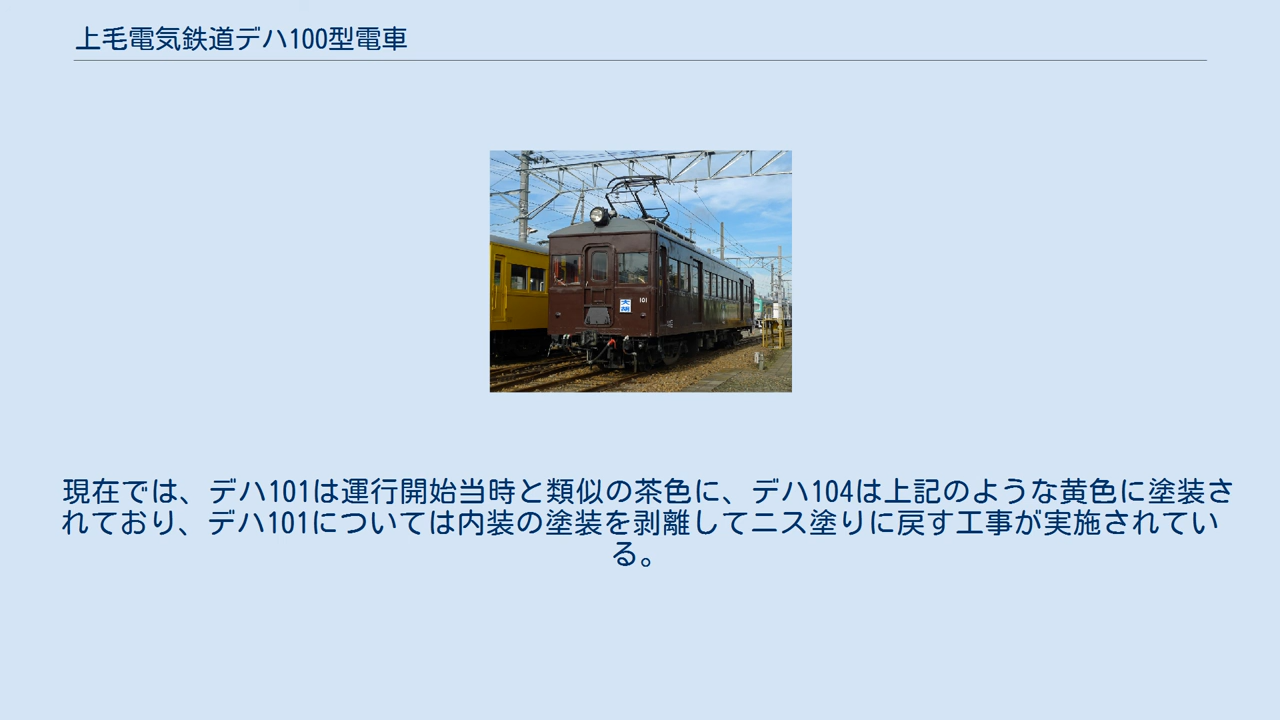 上毛電気鉄道デハ100型電車
大胡
101
現在では、デハ101は運行開始当時と類似の茶色に、デハ104は上記のような黄色に塗装さ
れており、デハ101については内装の塗装を剥離してニス塗りに戻す工事が実施されてい
る。